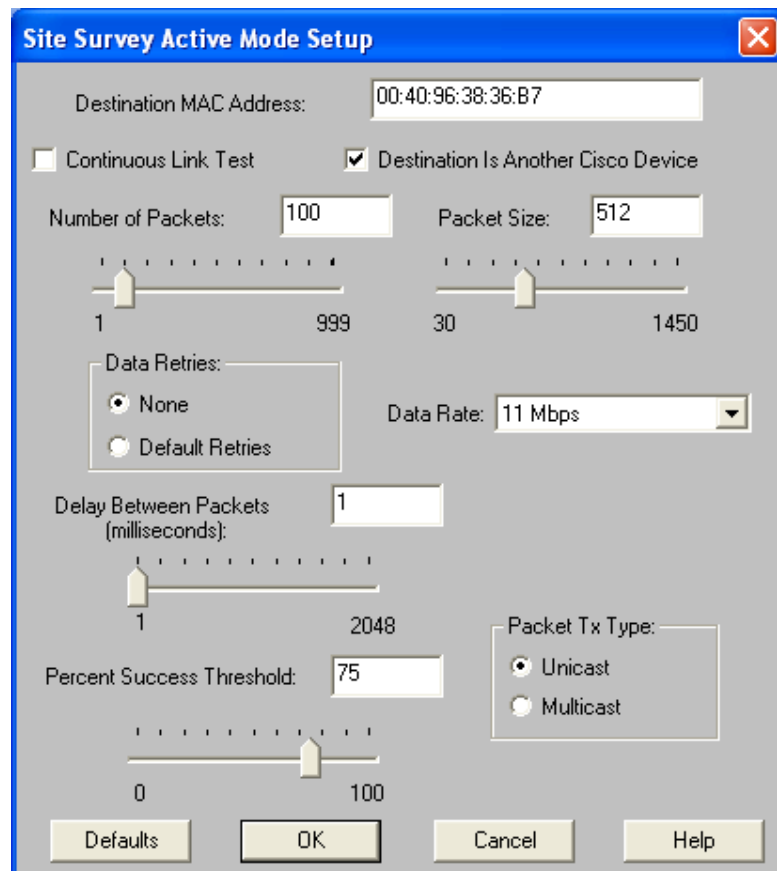 Site Survey Active Mode Setup
Destination MAC Address: 00:40:96:38:36:B7
Continuous Link Test Destination Is Another Cisco Device
Number of Packets: 100 Packet Size: 512
1 999 30 1450
Data Retries:
None
Default Retries
Data Rate: 11 Mbps
Delay Between Packets
(milliseconds): 1
1 2048
Packet Tx Type:
Unicast
Multicast
Percent Success Threshold: 75
0 100
Defaults OK Cancel Help